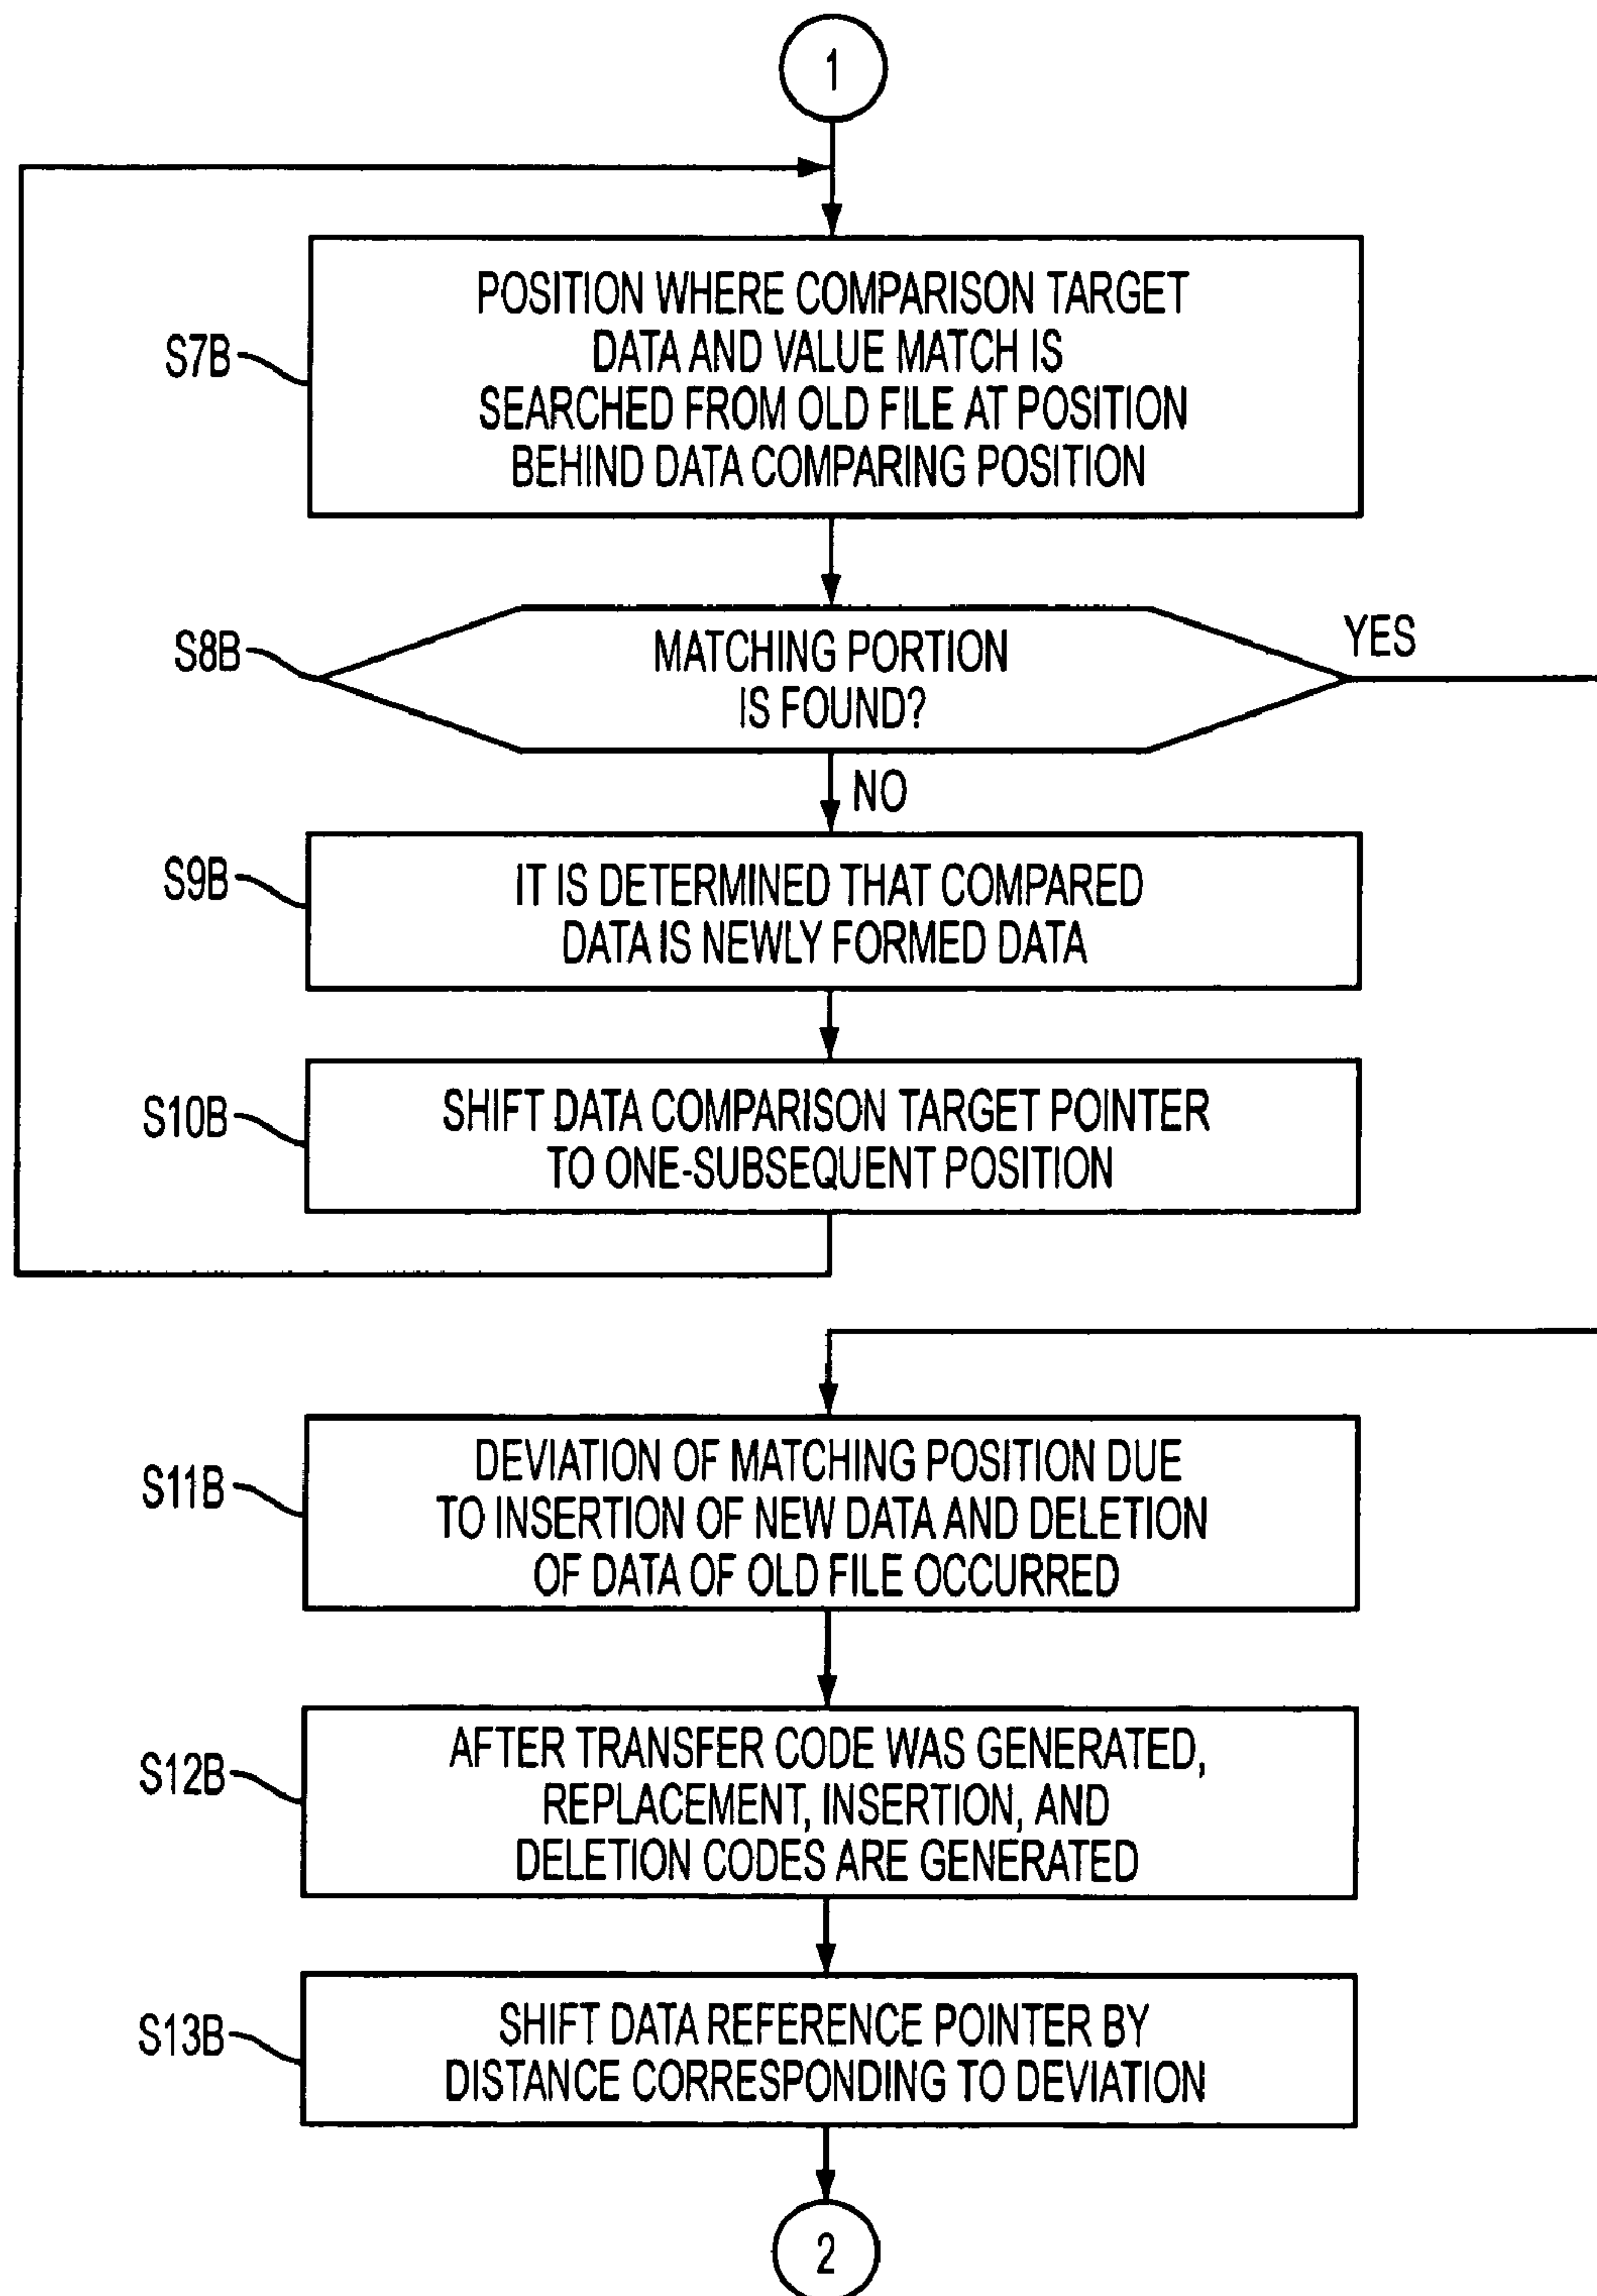 1
POSITION WHERE COMPARISON TARGET
DATA AND VALUE MATCH IS
SEARCHED FROM OLD FILE AT POSITION
BEHIND DATA COMPARING POSITION
S7B
MATCHING PORTION
IS FOUND?
S8B
YES
NO
IT IS DETERMINED THAT COMPARED
DATA IS NEWLY FORMED DATA
S9B
SHIFT DATA COMPARISON TARGET POINTER
TO ONE-SUBSEQUENT POSITION
S10B
DEVIATION OF MATCHING POSITION DUE
TO INSERTION OF NEW DATA AND DELETION
OF DATA OF OLD FILE OCCURRED
S11B
AFTER TRANSFER CODE WAS GENERATED,
REPLACEMENT, INSERTION, AND
DELETION CODES ARE GENERATED
S12B
SHIFT DATA REFERENCE POINTER BY
DISTANCE CORRESPONDING TO DEVIATION
S13B
2